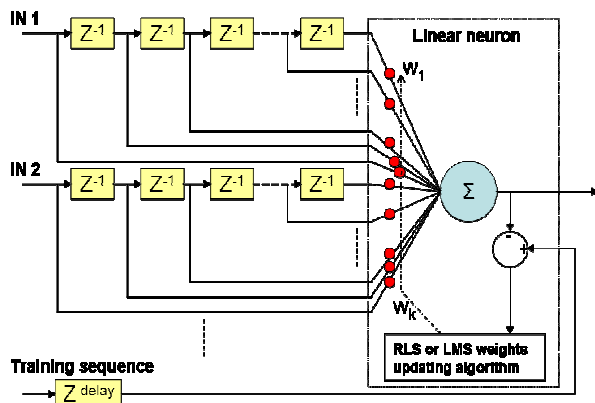 IN 1
Z-1 Z-1 Z-1 Z-1
Linear neuron
W1
IN 2
Z-1 Z-1 Z-1 Z-1
Σ
-
+
Wk
RLS or LMS weights
updating algorithm
Training sequence
Z delay